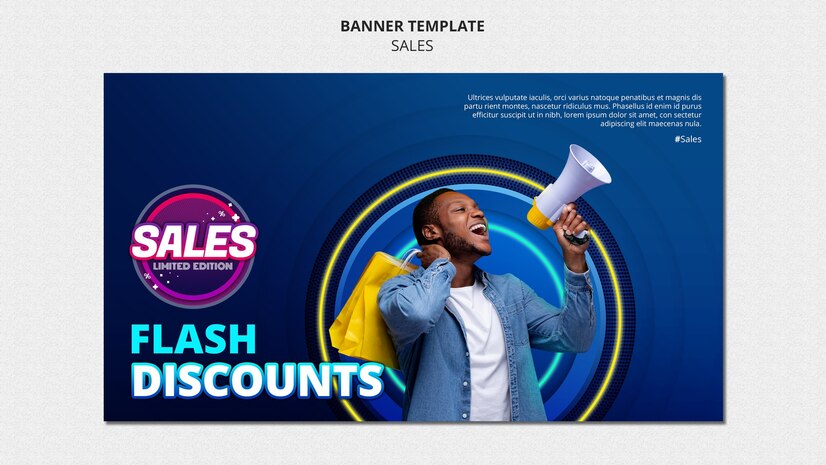 BANNER TEMPLATE
SALES
Ultrices vulputate iaculis, orci varius natoque penatibus et magnis dis
partu rient montes, nascetur ridiculus mus. Phasellus id enim id purus
efficitur suscipit ut in nibh, lorem ipsum dolor sit amet, con sectetur
adipiscing elit maecenas nula.
#Sales
SALES
LIMITED EDITION
FLASH
DISCOUNTS